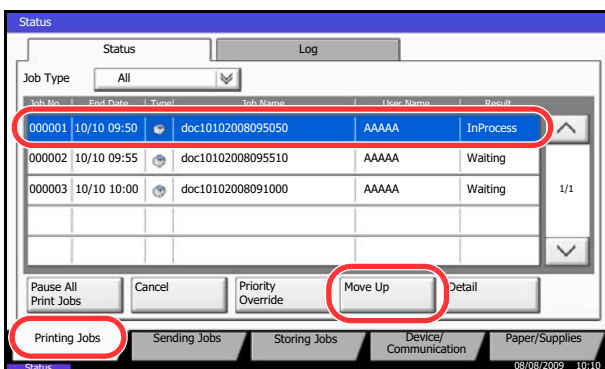 Status
Status Log
Job Type All
Job No. End Date Type Job Name User Name Result
000001 10/10 09:50 doc10102008095050 AAAAA InProcess
000002 10/10 09:55 doc10102008095510 AAAAA Waiting
000003 10/10 10:00 doc10102008091000 AAAAA Waiting 1/1
Pause All Cancel Priority Move Up Detail
Print Jobs Override
Printing Jobs Sending Jobs Storing Jobs Device/ Paper/Supplies
Communication
Status 08/08/2009 10:10